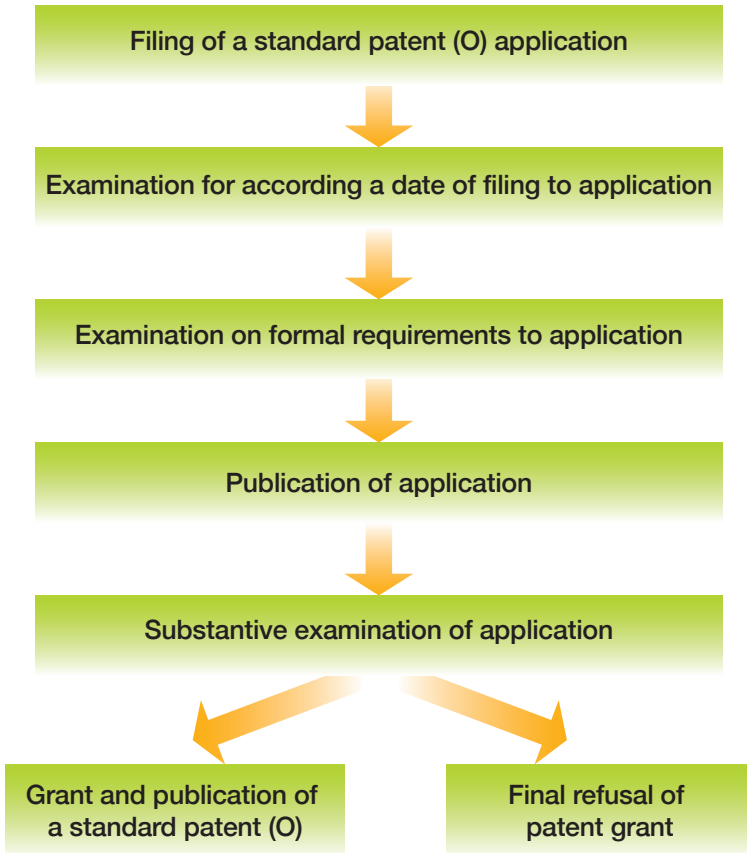 Filing of a standard patent (O) application
Examination for according a date of filing to application
Examination on formal requirements to application
Publication of application
Substantive examination of application
Grant and publication of
a standard patent (O)
Final refusal of
patent grant